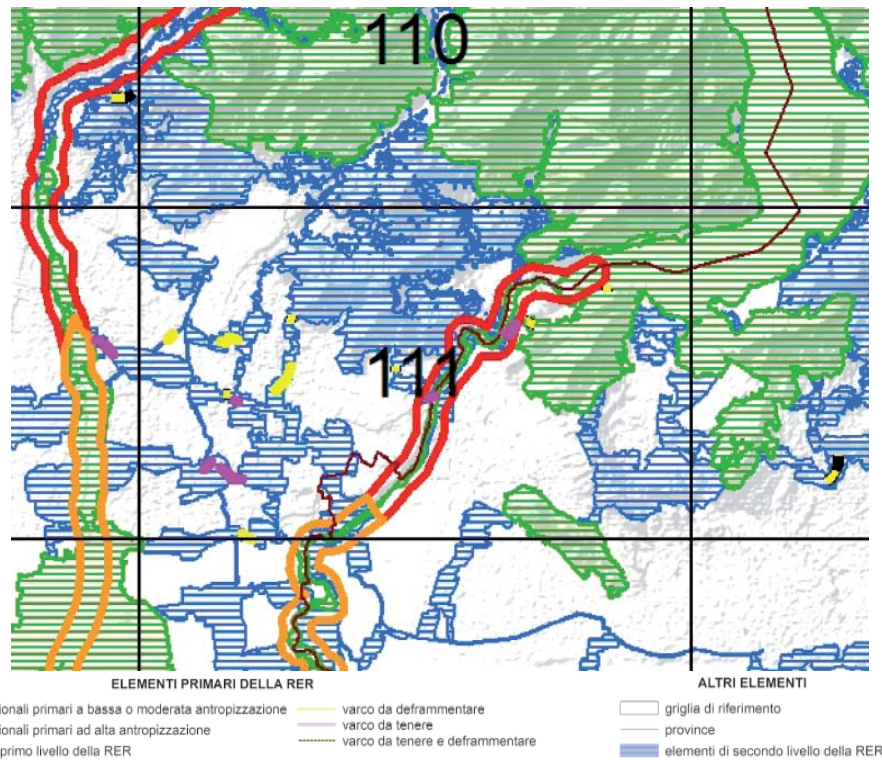 110
111
ELEMENTI PRIMARI DELLA RER
ionali primari a bassa o moderata antropizzazione
ionali primari ad alta antropizzazione
primo livello della RER
varco da deframmentare
varco da tenere
varco da tenere e deframmentare
ALTRI ELEMENTI
griglia di riferimento
province
elementi di secondo livello della RER